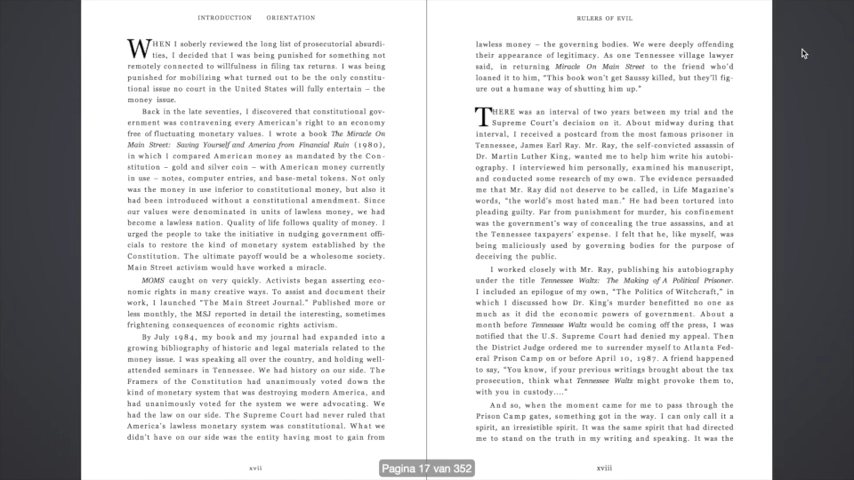 INTRODUCTION ORIENTATION
WHEN I soberly reviewed the long list of prosecutorial absurdi-
ties, I decided that I was being punished for something not
remotely connected to willfulness in filing tax returns. I was being
punished for mobilizing what turned out to be the only constitu-
tional issue no court in the United States will fully entertain – the
money issue.
Back in the late seventies, I discovered that constitutional gov-
ernment was contravening every American's right to an economy
free of fluctuating monetary values. I wrote a book The Miracle On
Main Street: Saving Yourself and America from Financial Ruin (1980),
in which I compared American money as mandated by the Con-
stitution – gold and silver coin – with American money currently
in use – notes, computer entries, and base-metal tokens. Not only
was the money in use inferior to constitutional money, but also it
had been introduced without a constitutional amendment. Since
our values were denominated in units of lawless money, we had
become a lawless nation. Quality of life follows quality of money. I
urged the people to take the initiative in nudging government offi-
cials to restore the kind of monetary system established by the
Constitution. The ultimate payoff would be a wholesome society.
Main Street activism would have worked a miracle.
MOMS caught on very quickly. Activists began asserting eco-
nomic rights in many creative ways. To assist and document their
work, I launched "The Main Street Journal." Published more or
less monthly, the MSJ reported in detail the interesting, sometimes
frightening consequences of economic rights activism.
By July 1984, my book and my journal had expanded into a
growing bibliography of historic and legal materials related to the
money issue. I was speaking all over the country, and holding well-
attended seminars in Tennessee. We had history on our side. The
Framers of the Constitution had unanimously voted down the
kind of monetary system that was destroying modern America, and
had unanimously voted for the system we were advocating. We
had the law on our side. The Supreme Court had never ruled that
America's lawless monetary system was constitutional. What we
didn't have on our side was the entity having most to gain from
xvii
RULERS OF EVIL
lawless money – the governing bodies. We were deeply offending
their appearance of legitimacy. As one Tennessee village lawyer
said, in returning Miracle On Main Street to the friend who'd
loaned it to him, "This book won't get Saussy killed, but they'll fig-
ure out a humane way of shutting him up."
THERE was an interval of two years between my trial and the
Supreme Court's decision on it. About midway during that
interval, I received a postcard from the most famous prisoner in
Tennessee, James Earl Ray. Mr. Ray, the self-convicted assassin of
Dr. Martin Luther King, wanted me to help him write his autobi-
ography. I interviewed him personally, examined his manuscript,
and conducted some research of my own. The evidence persuaded
me that Mr. Ray did not deserve to be called, in Life Magazine's
words, "the world's most hated man." He had been tortured into
pleading guilty. Far from punishment for murder, his confinement
was the government's way of concealing the true assassins, and at
the Tennessee taxpayers' expense. I felt that he, like myself, was
being maliciously used by governing bodies for the purpose of
deceiving the public.
I worked closely with Mr. Ray, publishing his autobiography
under the title Tennessee Waltz: The Making of A Political Prisoner.
I included an epilogue of my own, "The Politics of Witchcraft," in
which I discussed how Dr. King's murder benefitted no one as
much as it did the economic powers of government. About a
month before Tennessee Waltz would be coming off the press, I was
notified that the U.S. Supreme Court had denied my appeal. Then
the District Judge ordered me to surrender myself to Atlanta Fed-
eral Prison Camp on or before April 10, 1987. A friend happened
to say, "You know, if your previous writings brought about the tax
prosecution, think what Tennessee Waltz might provoke them to,
with you in custody...."
And so, when the moment came for me to pass through the
Prison Camp gates, something got in the way. I can only call it a
spirit, an irresistible spirit. It was the same spirit that had directed
me to stand on the truth in my writing and speaking. It was the
xviii
Pagina 17 van 352